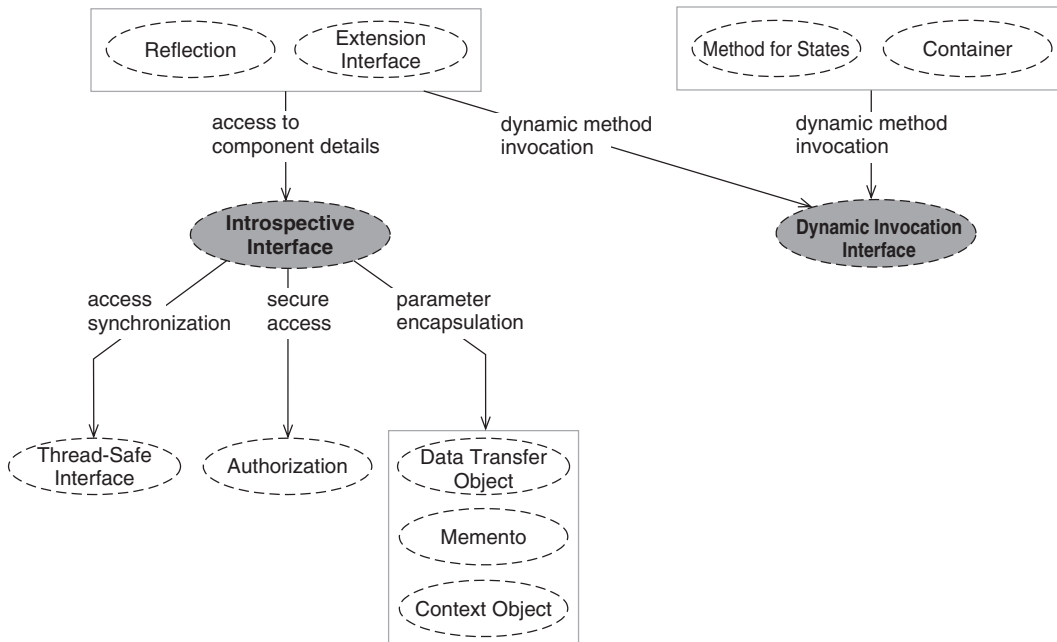 Reflection
Extension
Interface
Method for States
Container
access to
component details
dynamic method
invocation
dynamic method
invocation
Introspective
Interface
Dynamic Invocation
Interface
access
synchronization
secure
access
parameter
encapsulation
Thread-Safe
Interface
Authorization
Data Transfer
Object
Memento
Context Object